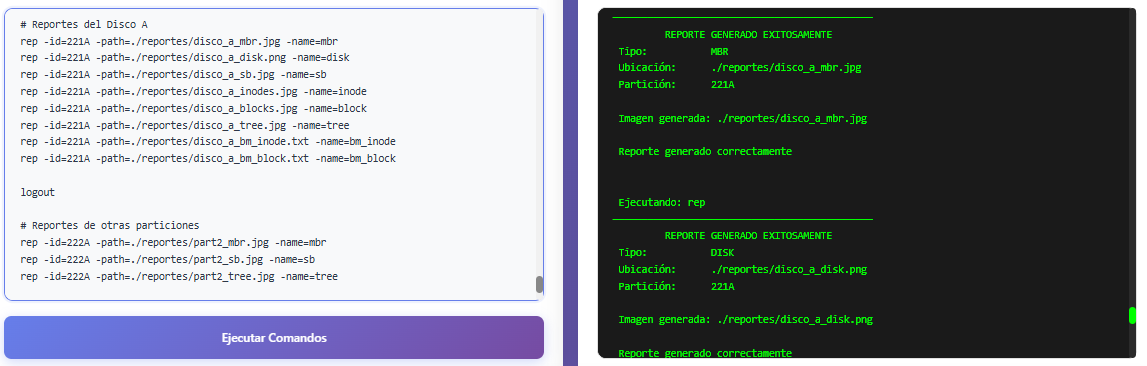 # Reportes del Disco A
rep -id=221A -path=./reportes/disco_a_mbr.jpg -name=mbr
rep -id=221A -path=./reportes/disco_a_disk.png -name=disk
rep -id=221A -path=./reportes/disco_a_sb.jpg -name=sb
rep -id=221A -path=./reportes/disco_a_inodes.jpg -name=inode
rep -id=221A -path=./reportes/disco_a_blocks.jpg -name=block
rep -id=221A -path=./reportes/disco_a_tree.jpg -name=tree
rep -id=221A -path=./reportes/disco_a_bm_inode.txt -name=bm_inode
rep -id=221A -path=./reportes/disco_a_bm_block.txt -name=bm_block
logout
# Reportes de otras particiones
rep -id=222A -path=./reportes/part2_mbr.jpg -name=mbr
rep -id=222A -path=./reportes/part2_sb.jpg -name=sb
rep -id=222A -path=./reportes/part2_tree.jpg -name=tree
Ejecutar Comandos
REPORTE GENERADO EXITOSAMENTE
Tipo: MBR
Ubicación: ./reportes/disco_a_mbr.jpg
Partición: 221A
Imagen generada: ./reportes/disco_a_mbr.jpg
Reporte generado correctamente
Ejecutando: rep
REPORTE GENERADO EXITOSAMENTE
Tipo: DISK
Ubicación: ./reportes/disco_a_disk.png
Partición: 221A
Imagen generada: ./reportes/disco_a_disk.png
Reporte generado correctamente